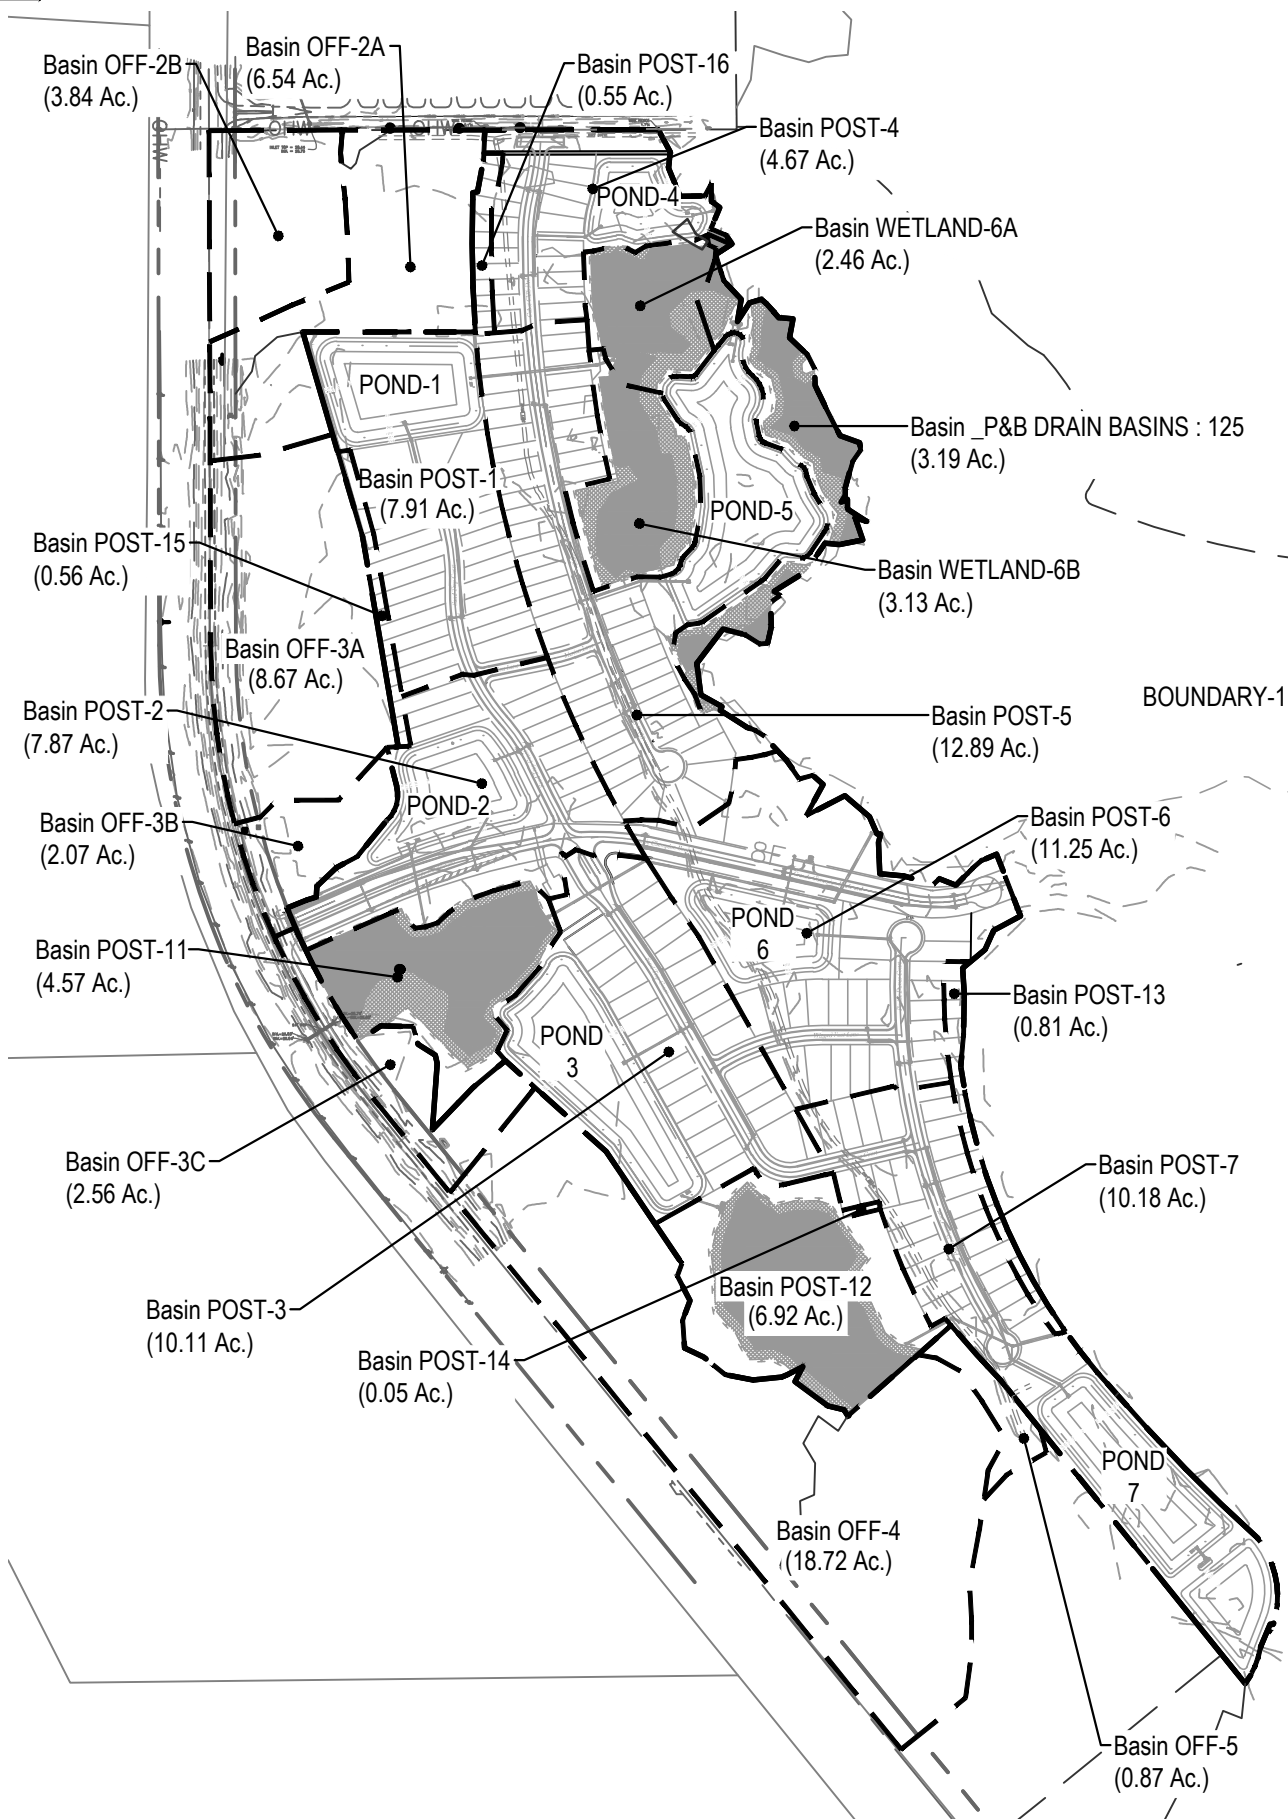 Basin OFF-2B
(3.84 Ac.)
Basin OFF-2A
(6.54 Ac.)
Basin POST-16
(0.55 Ac.)
Basin POST-4
(4.67 Ac.)
POND-4
Basin WETLAND-6A
(2.46 Ac.)
POND-1
Basin _P&B DRAIN BASINS : 125
(3.19 Ac.)
Basin POST-1
(7.91 Ac.)
POND-5
Basin POST-15
(0.56 Ac.)
Basin WETLAND-6B
(3.13 Ac.)
Basin OFF-3A
(8.67 Ac.)
BOUNDARY-1
Basin POST-2
(7.87 Ac.)
Basin POST-5
(12.89 Ac.)
POND-2
Basin OFF-3B
(2.07 Ac.)
Basin POST-6
(11.25 Ac.)
POND
6
Basin POST-11
(4.57 Ac.)
Basin POST-13
(0.81 Ac.)
POND
3
Basin OFF-3C
(2.56 Ac.)
Basin POST-7
(10.18 Ac.)
Basin POST-12
(6.92 Ac.)
Basin POST-3
(10.11 Ac.)
Basin POST-14
(0.05 Ac.)
POND
7
Basin OFF-4
(18.72 Ac.)
Basin OFF-5
(0.87 Ac.)